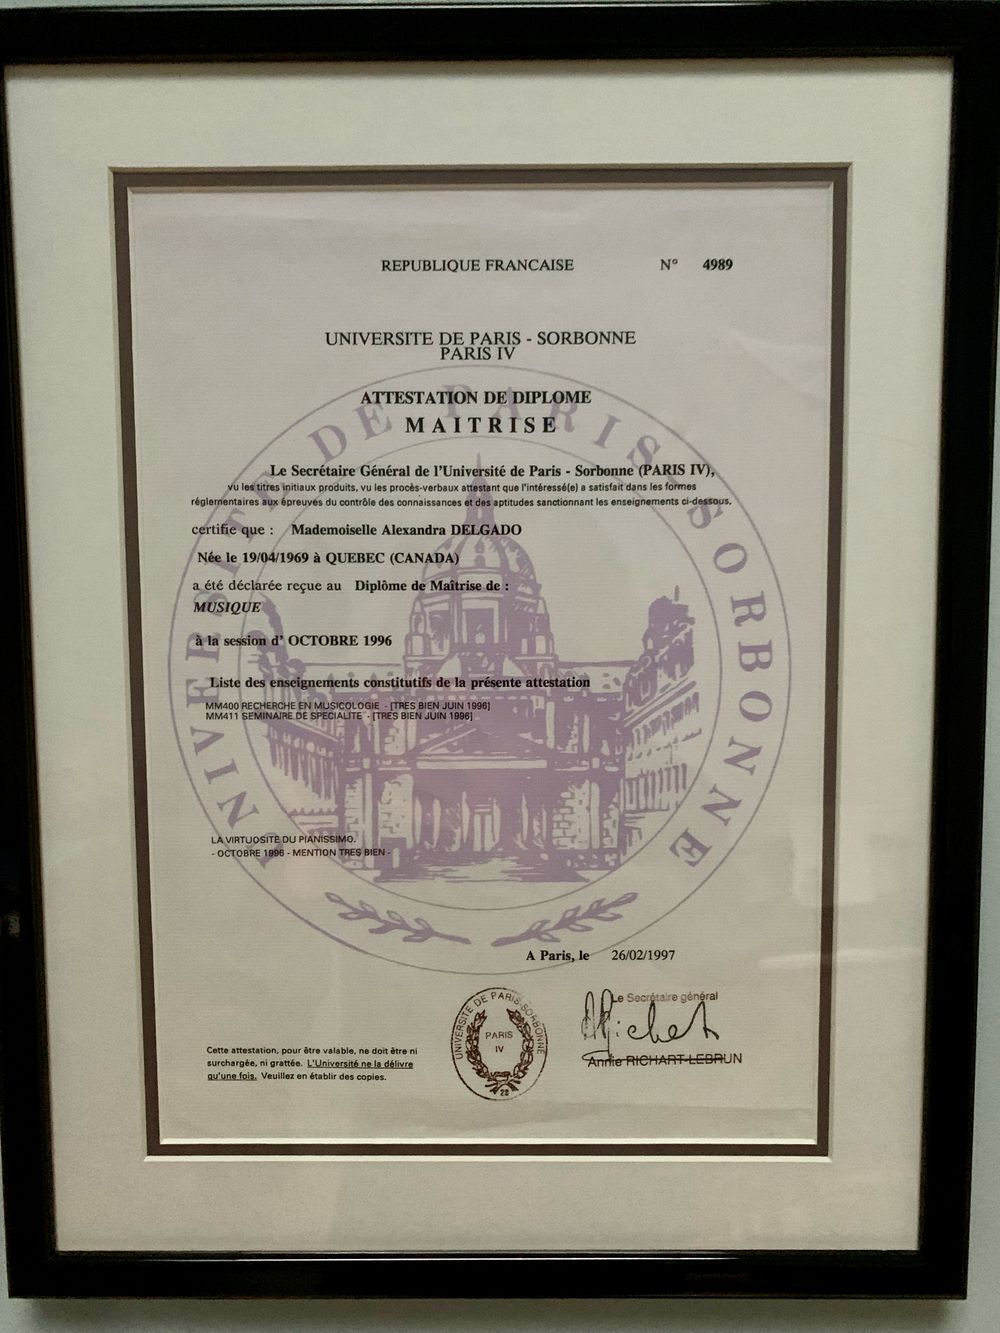 REPUBLIQUE FRANCAISE Nº 4989
UNIVERSITE DE PARIS - SORBONNE
PARIS IV
ATTESTATION DE DIPLOME
MAITRISE
Le Secrétaire Général de l'Université de Paris - Sorbonne (PARIS IV),
vu les titres initiaux produits, vu les procès-verbaux attestant que l'intéressé(e) a satisfait dans les formes
réglementaires aux épreuves du contrôle des connaissances et des aptitudes sanctionnant les enseignements ci-dessous,
certifie que : Mademoiselle Alexandra DELGADO
Née le 19/04/1969 à QUEBEC (CANADA)
a été déclarée reçue au Diplôme de Maîtrise de :
MUSIQUE
à la session d' OCTOBRE 1996
Liste des enseignements constitutifs de la présente attestation
MM400 RECHERCHE EN MUSICOLOGIE - [TRES BIEN JUIN 1996]
MM411 SEMINAIRE DE SPECIALITE - [TRES BIEN JUIN 1996]
LA VIRTUOSITE DU PIANISSIMO.
- OCTOBRE 1996 - MENTION TRES BIEN -
UNIVERSITE DE PARIS SORBONNE
A Paris, le 26/02/1997
Le Secrétaire général
Annie RICHART-LEBRUN
UNIVERSITÉ DE PARIS-SORBONNE
PARIS
IV
22
Cette attestation, pour être valable, ne doit être ni
surchargée, ni grattée. L'Université ne la délivre
qu'une fois. Veuillez en établir des copies.